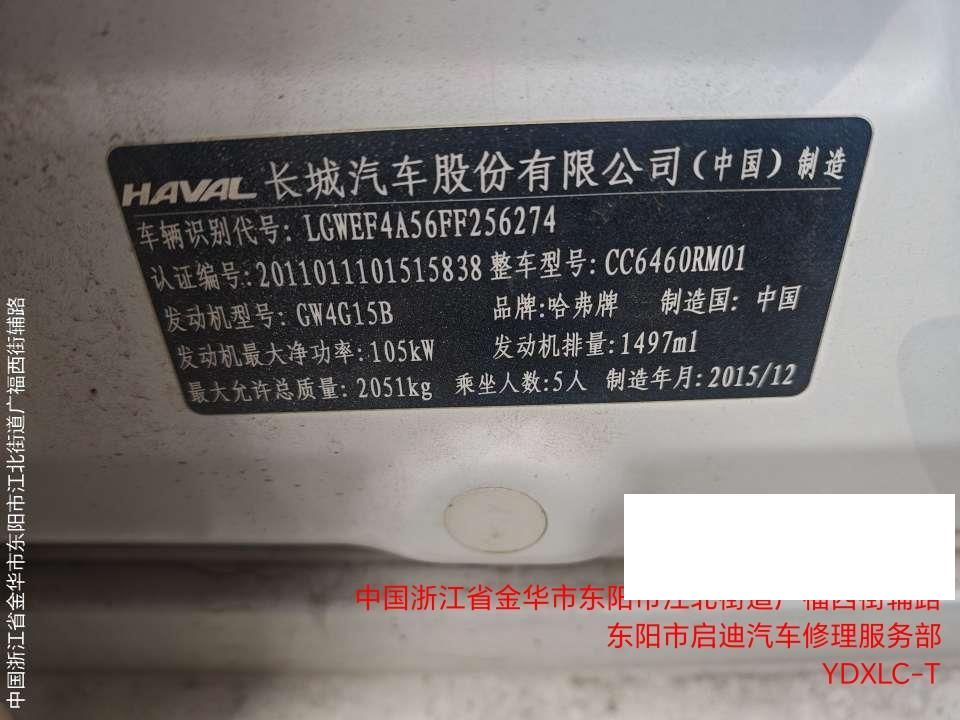 HAVAL 长城汽车股份有限公司(中国)制造
车辆识别代号: LGWEF4A56FF256274
认证编号:2011011101515838 整车型号: CC6460RM01
发动机型号: GW4G15B 品牌:哈弗牌 制造国: 中国
发动机最大净功率: 105kW 发动机排量: 1497ml
最大允许总质量: 2051kg 乘坐人数:5人 制造年月: 2015/12
中国浙江省金华市东阳市江北街道广福西街辅路
中国浙江省金华市东阳市江北街道广福西街辅路
东阳市启迪汽车修理服务部
YDXLC-T